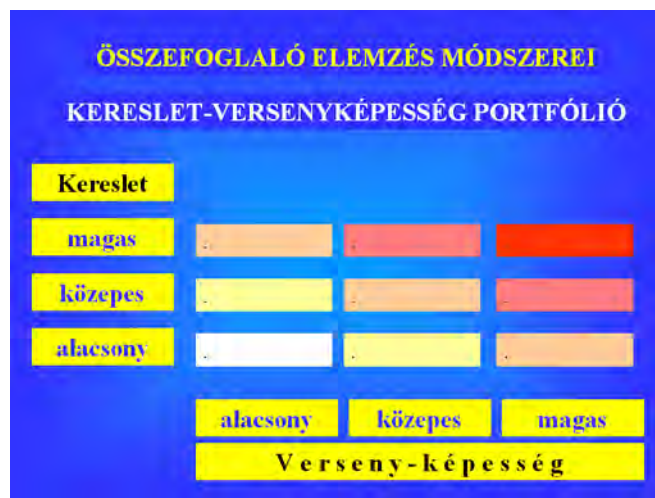 ÖSSZEFOGLALÓ ELEMZÉS MÓDSZEREI
KERESLET-VERSENYKÉPESSÉG PORTFÓLIÓ
Kereslet
magas
közepes
alacsony
alacsony közepes magas
Verseny-képesség